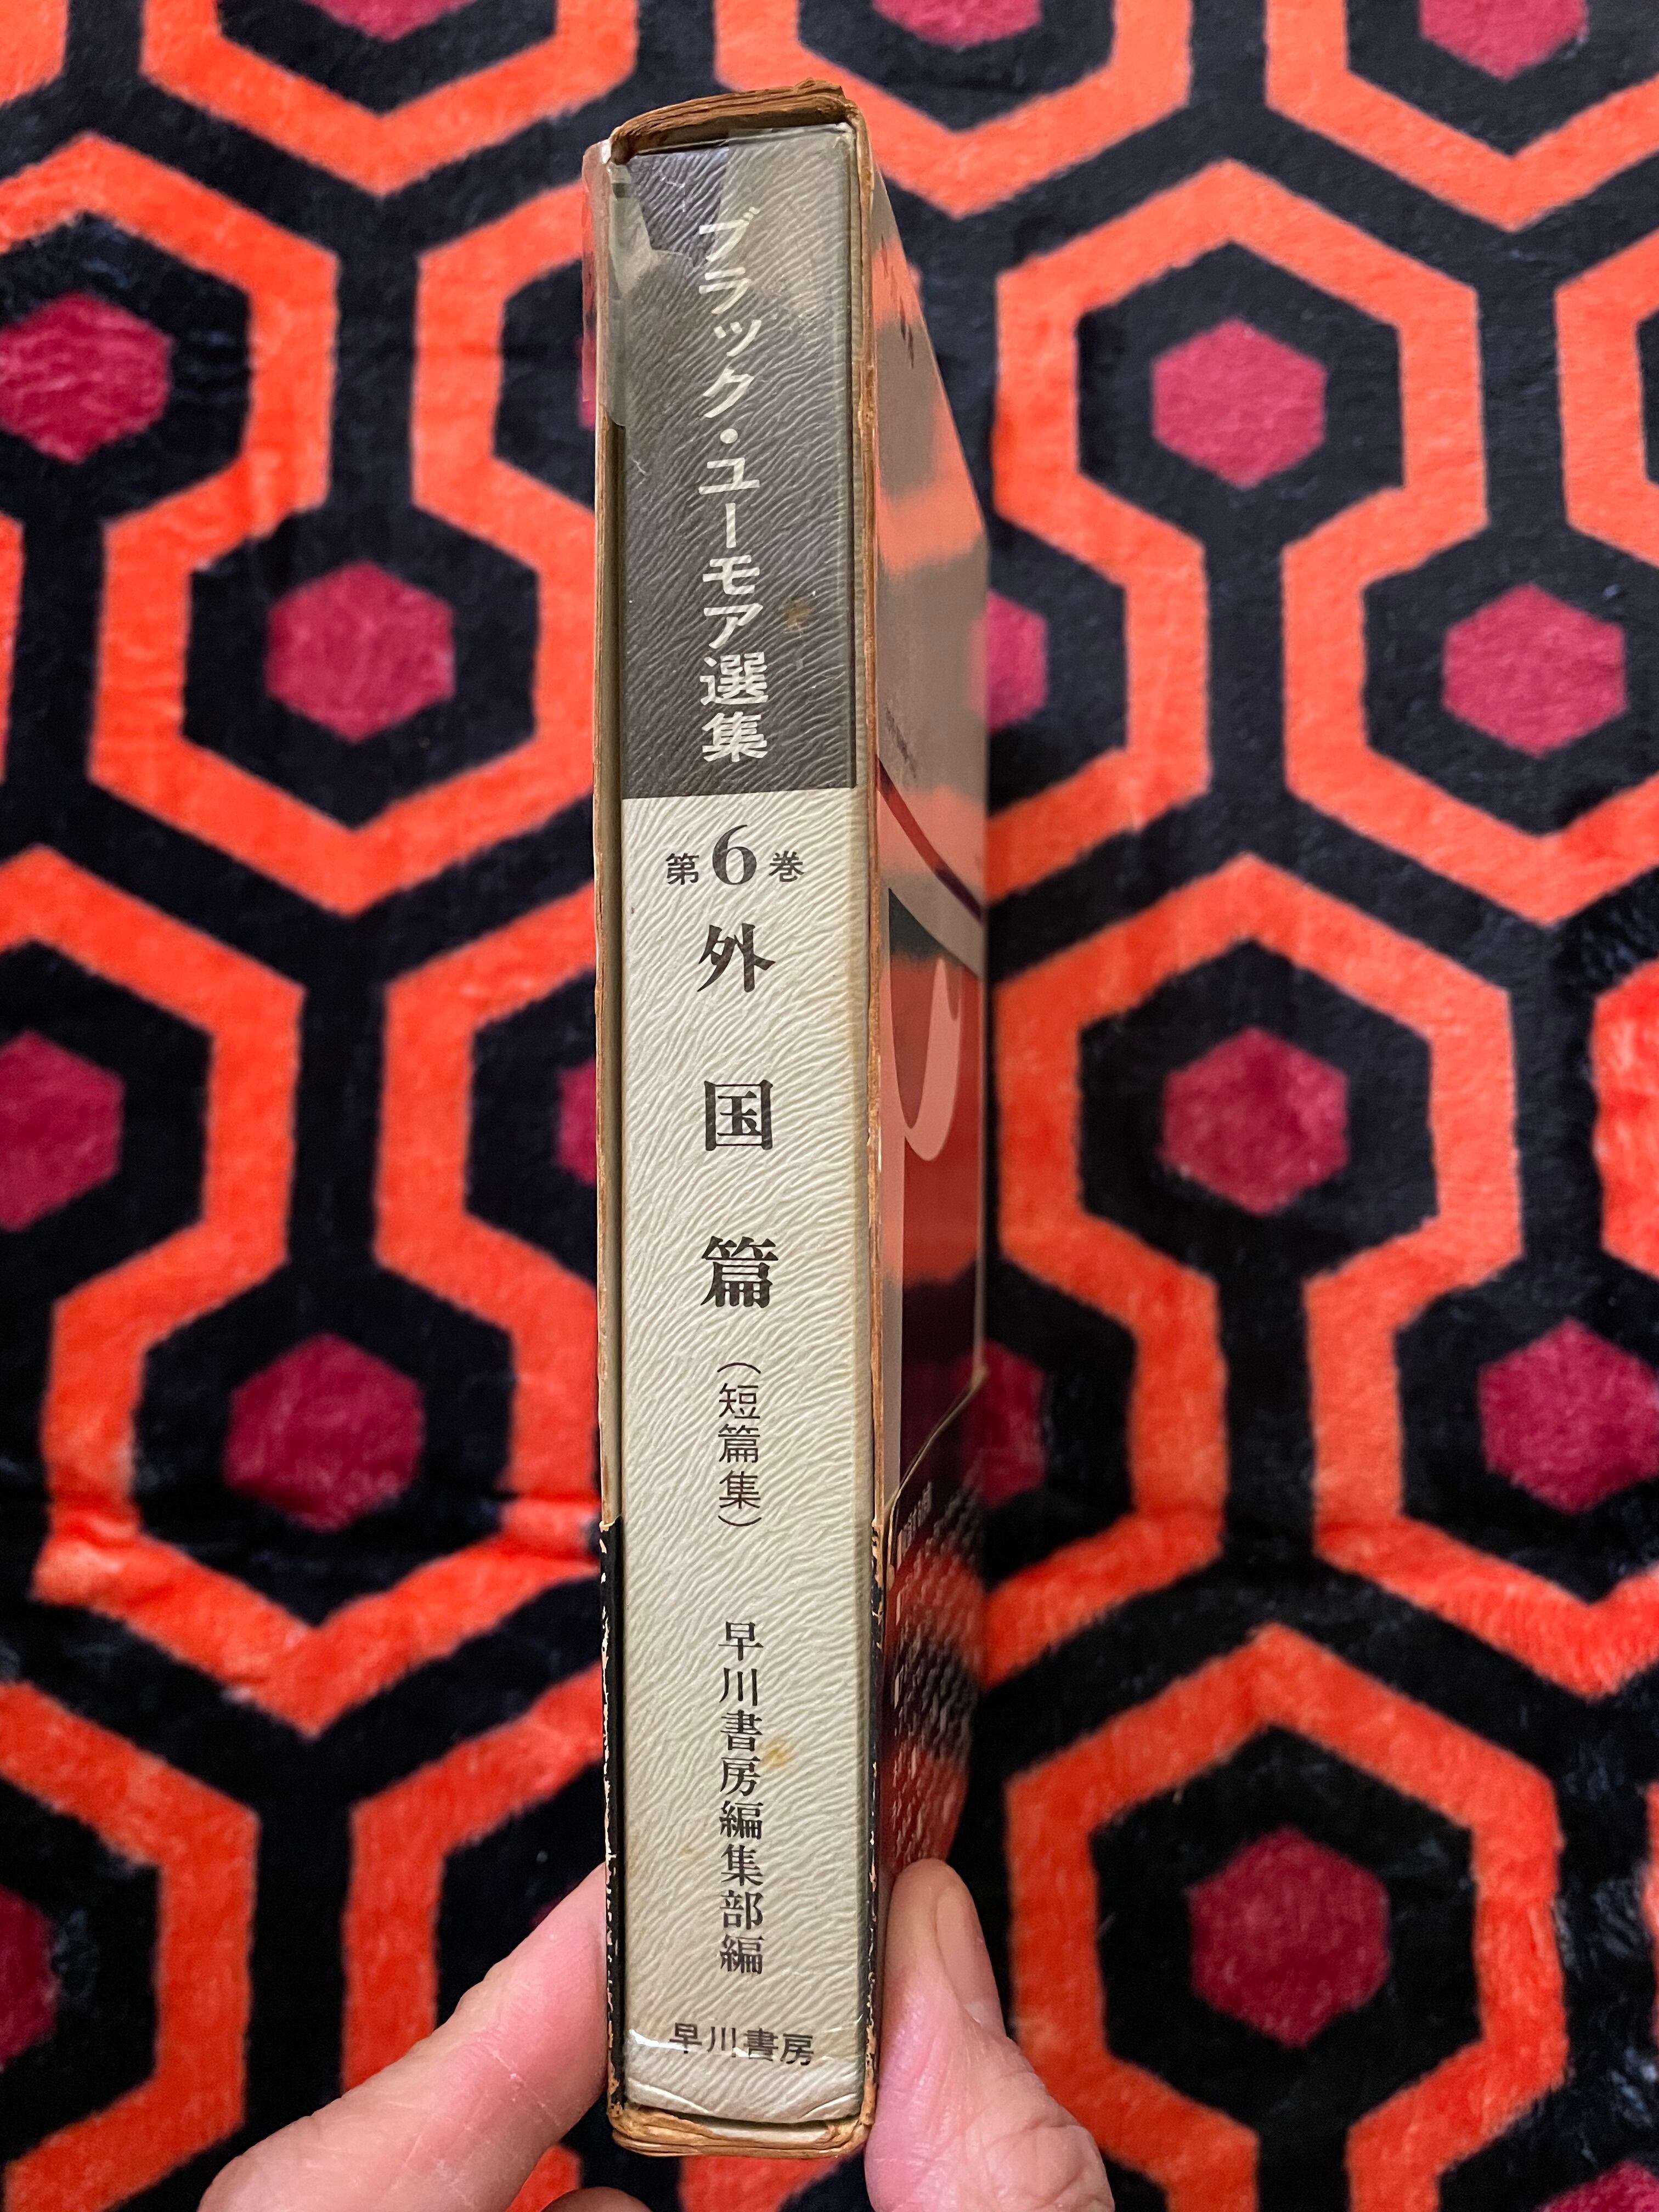 ブラック・ユーモア選集
第6巻
外国篇
（短篇集）
早川書房編集部編
早川書房